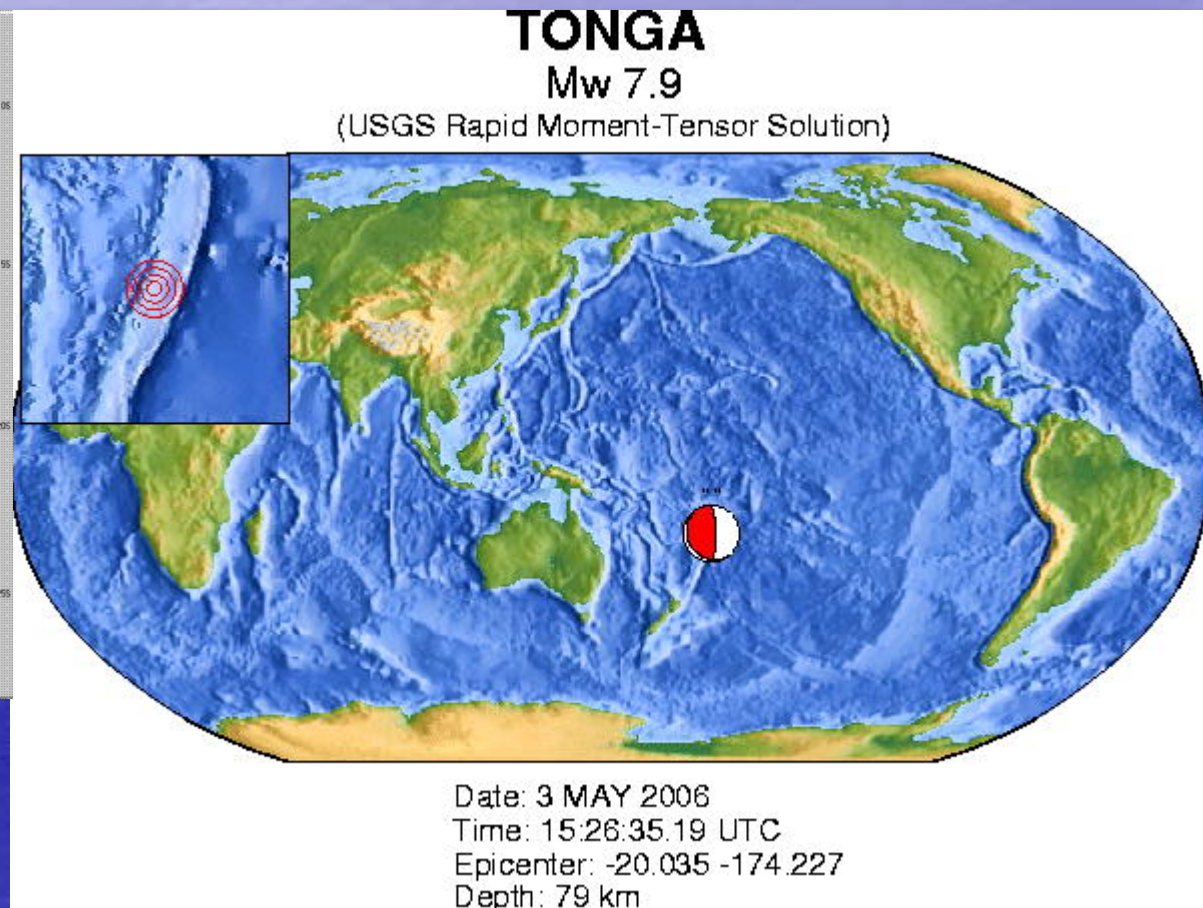 TONGA
Mw 7.9
(USGS Rapid Moment-Tensor Solution)
Date: 3 MAY 2006
Time: 15:26:35.19 UTC
Epicenter: -20.035 -174.227
Depth: 79 km